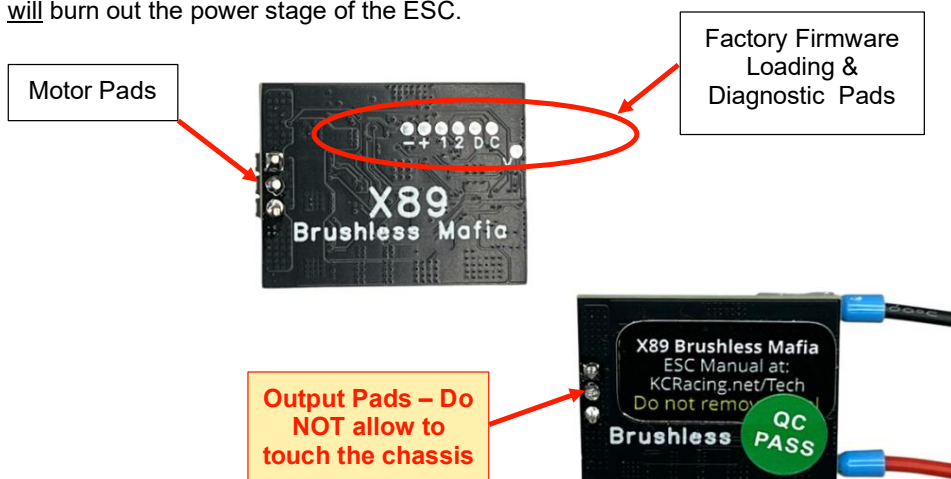 will burn out the power stage of the ESC.
Factory Firmware
Loading &
Diagnostic Pads
Motor Pads
- + 1 2 D C
V
X89
Brushless Mafia
X89 Brushless Mafia
ESC Manual at:
KCRacing.net/Tech
Do not
QC
PASS
Brushless
Output Pads – Do
NOT allow to
touch the chassis